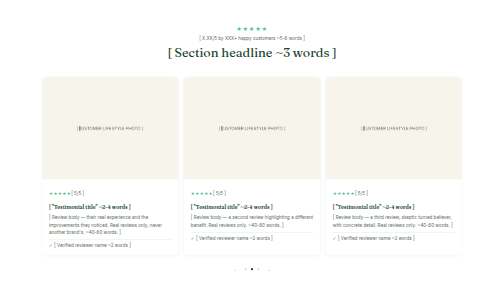 ★★★★★
[ X.XX/5 by XXX+ happy customers ~5-6 words ]
[ Section headline ~3 words ]
[CUSTOMER LIFESTYLE PHOTO ]
[CUSTOMER LIFESTYLE PHOTO ]
[CUSTOMER LIFESTYLE PHOTO ]
★★★★★ [ 5/5 ]
[ "Testimonial title" ~2-4 words ]
[ Review body — their real experience and the
improvements they noticed. Real reviews only, never
another brand's. ~40-60 words. ]
✓ [ Verified reviewer name ~2 words ]
★★★★★ [ 5/5 ]
[ "Testimonial title" ~2-4 words ]
[ Review body — a second review highlighting a different
benefit. Real reviews only. ~40-60 words. ]
✓ [ Verified reviewer name ~2 words ]
★★★★★ [ 5/5 ]
[ "Testimonial title" ~2-4 words ]
[ Review body — a third review, skeptic turned believer,
with concrete detail. Real reviews only. ~40-60 words. ]
✓ [ Verified reviewer name ~2 words ]